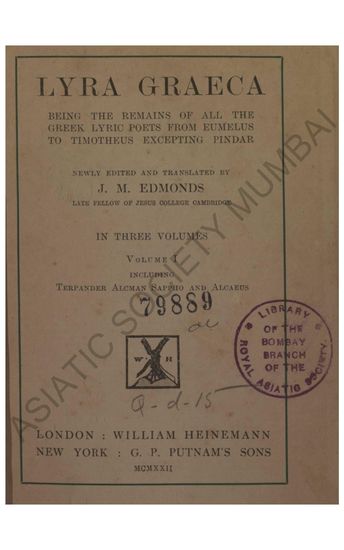 LYRA GRAECA
BEING THE REMAINS OF ALL THE
GREEK LYRIC POETS FROM EUMELUS
TO TIMOTHEUS EXCEPTING PINDAR
NEWLY EDITED AND TRANSLATED BY
J. M. EDMONDS
LATE FELLOW OF JESUS COLLEGE CAMBRIDGE
IN THREE VOLUMES
VOLUME I
INCLUDING
TERPANDER ALCMAN SAPPHO AND ALCAEUS
79889
W H
LIBRARY
OF THE
BOMBAY
BRANCH
OF THE
ROYAL ASIATIC SOCIETY.
Q-d-15
LONDON : WILLIAM HEINEMANN
NEW YORK : G. P. PUTNAM'S SONS
MCMXXII
ASIATIC SOCIETY MUMBAI